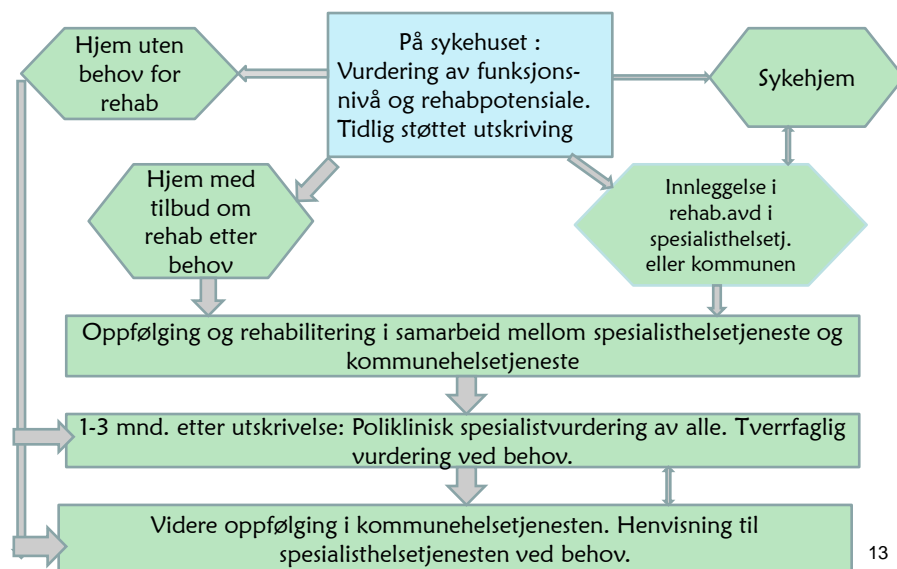 Hjem uten
behov for
rehab
På sykehuset :
Vurdering av funksjons-
nivå og rehabpotensiale.
Tidlig støttet utskriving
Sykehjem
Hjem med
tilbud om
rehab etter
behov
Innleggelse i
rehab.avd i
spesialisthelsetj.
eller kommunen
Oppfølging og rehabilitering i samarbeid mellom spesialisthelsetjeneste og
kommunehelsetjeneste
1-3 mnd. etter utskrivelse: Poliklinisk spesialistvurdering av alle. Tverrfaglig
vurdering ved behov.
Videre oppfølging i kommunehelsetjenesten. Henvisning til
spesialisthelsetjenesten ved behov.
13